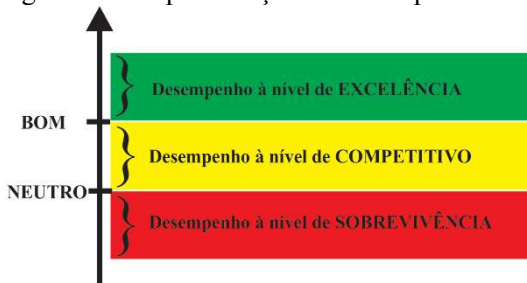 Desempenho à nível de EXCELÊNCIA
BOM
Desempenho à nível de COMPETITIVO
NEUTRO
Desempenho à nível de SOBREVIVÊNCIA